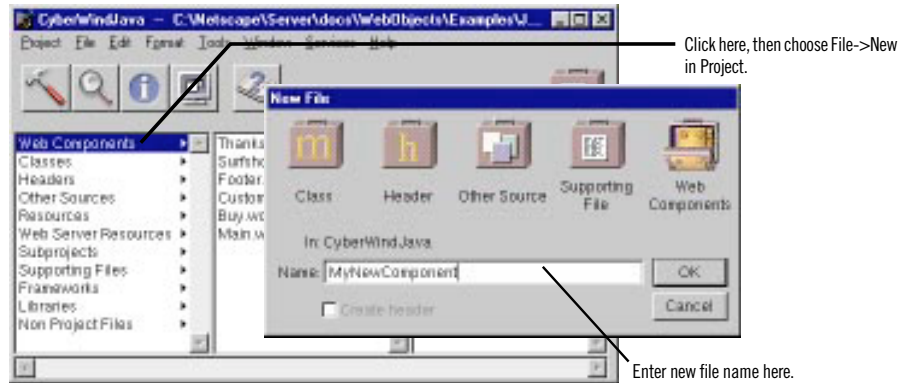 CyberWindJava — C:\Netscape\Server\docs\WebObjects\Examples\J...
Project File Edit Format Tools Window Services Help
Click here, then choose File->New
in Project.
New File
Web Components
Classes
Headers
Other Sources
Resources
Web Server Resources
Subprojects
Supporting Files
Frameworks
Libraries
Non Project Files
Thanks
Surfsho
Footer.
Custom
Buy.wo
Main.w
m
h
Class
Header
Other Source
Supporting
File
Web
Components
In: CyberWindJava
Name: MyNewComponent
OK
Create header
Cancel
Enter new file name here.